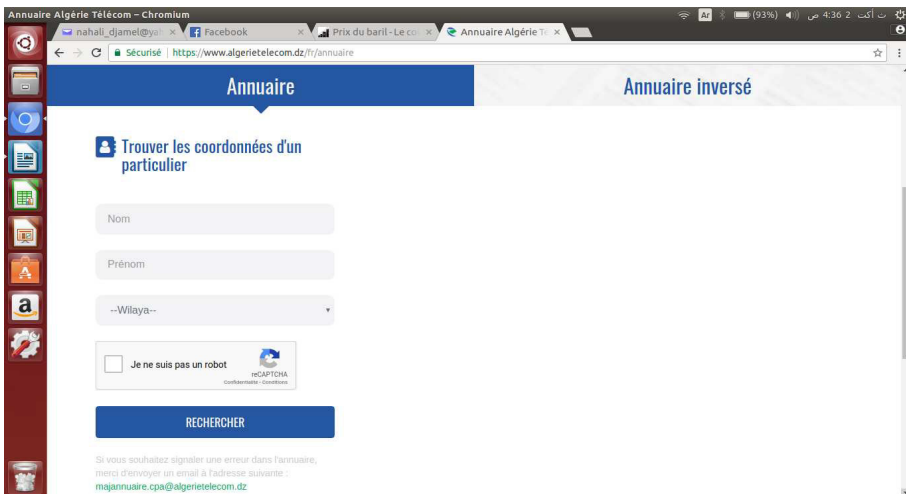 Annuaire Algérie Télécom – Chromium
Ar (93%) 4:36 ص 2 أكت ث
nahali_djamel@ya
Facebook
Prix du baril - Le co
Annuaire Algérie T
Sécurisé https://www.algerietelecom.dz/fr/annuaire
Annuaire
Annuaire inversé
Trouver les coordonnées d'un
particulier
Nom
Prénom
--Wilaya--
Je ne suis pas un robot
reCAPTCHA
Confidentialité - Conditions
RECHERCHER
Si vous souhaitez signaler une erreur dans l'annuaire,
merci d'envoyer un email à l'adresse suivante :
majannuaire.cpa@algerietelecom.dz